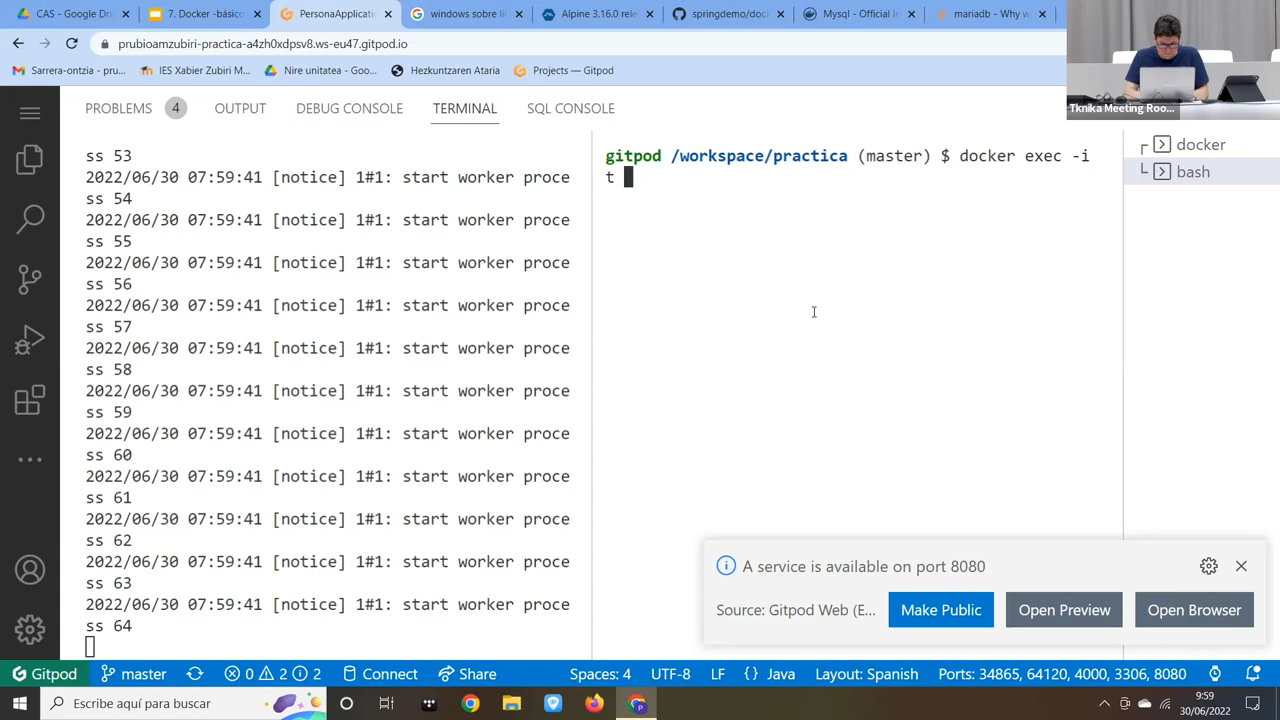 CAS - Google Drive
7. Docker -básico
PersonaApplicatio
windows sobre li
Alpine 3.16.0 rele
springdemo/docke
Mysql - Official I
mariadb - Why w
prubioamzubiri-practica-a4zh0xdpsv8.ws-eu47.gitpod.io
Sarrera-ontzia - pru...
IES Xabier Zubiri M...
Nire unitatea - Goo...
Hezkuntzaren Ataria
Projects — Gitpod
Tknika Meeting Roo...
PROBLEMS 4 OUTPUT DEBUG CONSOLE TERMINAL SQL CONSOLE
ss 53
2022/06/30 07:59:41 [notice] 1#1: start worker proce
ss 54
2022/06/30 07:59:41 [notice] 1#1: start worker proce
ss 55
2022/06/30 07:59:41 [notice] 1#1: start worker proce
ss 56
2022/06/30 07:59:41 [notice] 1#1: start worker proce
ss 57
2022/06/30 07:59:41 [notice] 1#1: start worker proce
ss 58
2022/06/30 07:59:41 [notice] 1#1: start worker proce
ss 59
2022/06/30 07:59:41 [notice] 1#1: start worker proce
ss 60
2022/06/30 07:59:41 [notice] 1#1: start worker proce
ss 61
2022/06/30 07:59:41 [notice] 1#1: start worker proce
ss 62
2022/06/30 07:59:41 [notice] 1#1: start worker proce
ss 63
2022/06/30 07:59:41 [notice] 1#1: start worker proce
ss 64
gitpod /workspace/practica (master) $ docker exec -i
t
docker
bash
A service is available on port 8080
Source: Gitpod Web (E...
Make Public
Open Preview
Open Browser
Gitpod master 0 2 2 Connect Share Spaces: 4 UTF-8 LF {} Java Layout: Spanish Ports: 34865, 64120, 4000, 3306, 8080
Escribe aquí para buscar
9:59
30/06/2022